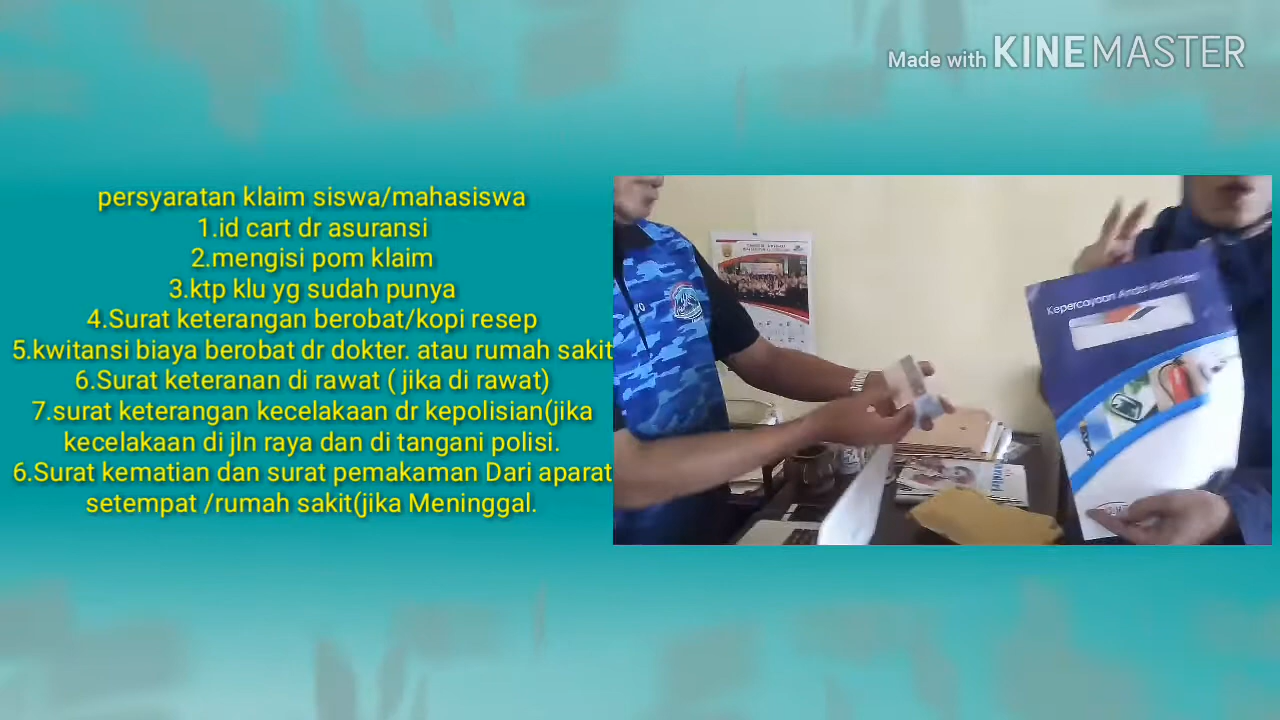 Made with KINEMASTER
persyaratan klaim siswa/mahasiswa
1.id cart dr asuransi
2.mengisi pom klaim
3.ktp klu yg sudah punya
4.Surat keterangan berobat/kopi resep
5.kwitansi biaya berobat dr dokter. atau rumah sakit
6.Surat keteranan di rawat ( jika di rawat)
7.surat keterangan kecelakaan dr kepolisian(jika
kecelakaan di jln raya dan di tangani polisi.
6.Surat kematian dan surat pemakaman Dari aparat
setempat /rumah sakit(jika Meninggal.
Kepercayaan Anda